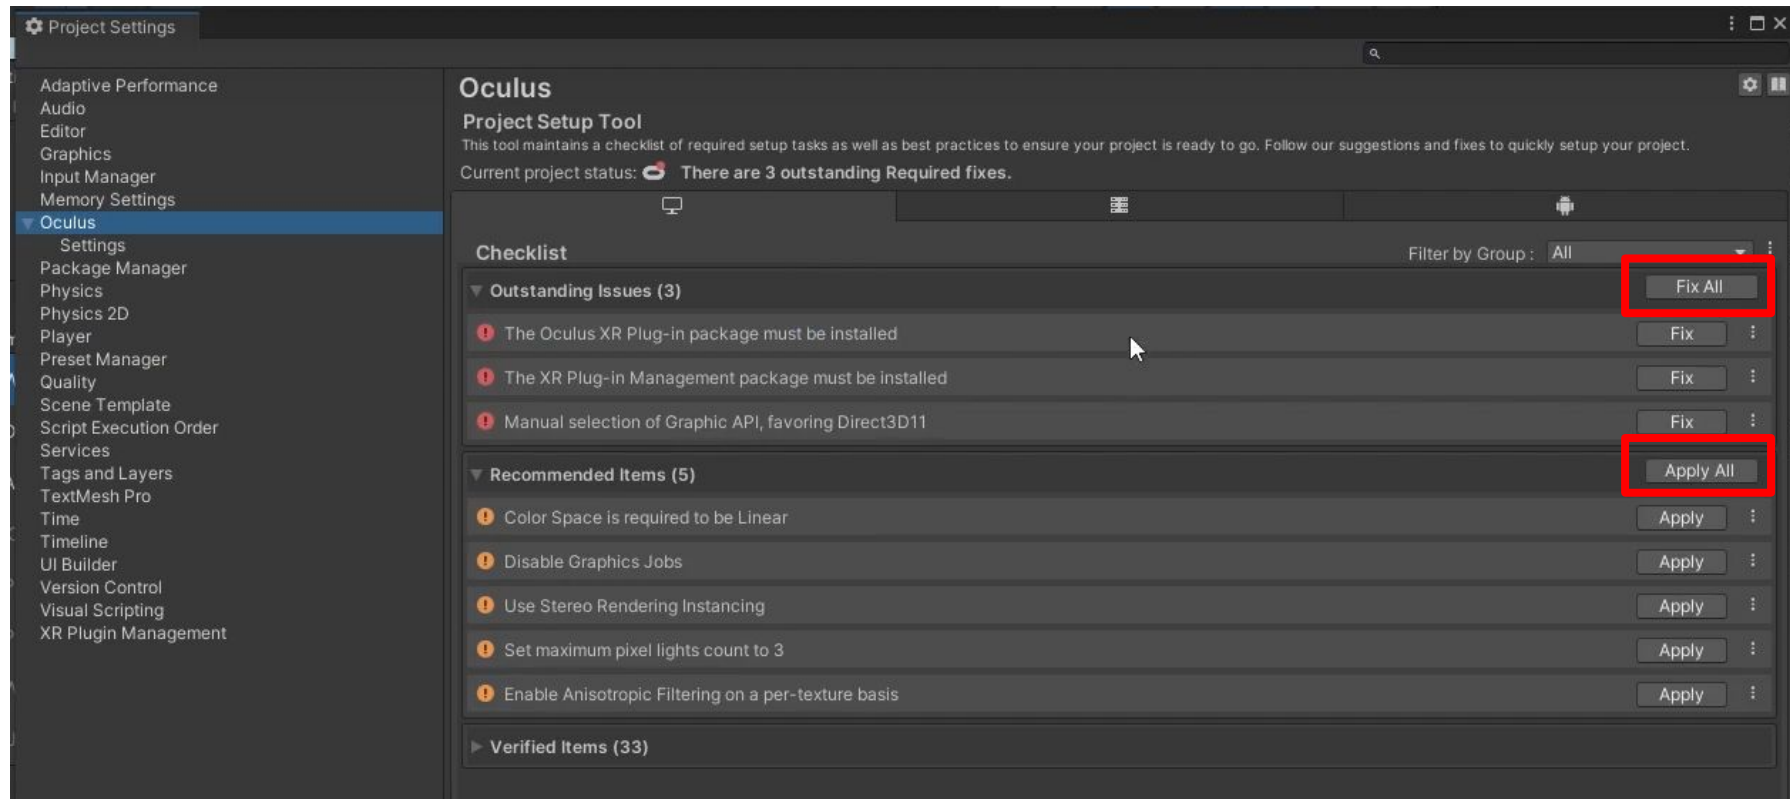 Project Settings
Adaptive Performance
Audio
Editor
Graphics
Input Manager
Memory Settings
Oculus
Settings
Package Manager
Physics
Physics 2D
Player
Preset Manager
Quality
Scene Template
Script Execution Order
Services
Tags and Layers
TextMesh Pro
Time
Timeline
UI Builder
Version Control
Visual Scripting
XR Plugin Management
Oculus
Project Setup Tool
This tool maintains a checklist of required setup tasks as well as best practices to ensure your project is ready to go. Follow our suggestions and fixes to quickly setup your project.
Current project status: There are 3 outstanding Required fixes.
Checklist Filter by Group : All
Outstanding Issues (3) Fix All
The Oculus XR Plug-in package must be installed Fix
The XR Plug-in Management package must be installed Fix
Manual selection of Graphic API, favoring Direct3D11 Fix
Recommended Items (5) Apply All
Color Space is required to be Linear Apply
Disable Graphics Jobs Apply
Use Stereo Rendering Instancing Apply
Set maximum pixel lights count to 3 Apply
Enable Anisotropic Filtering on a per-texture basis Apply
Verified Items (33)